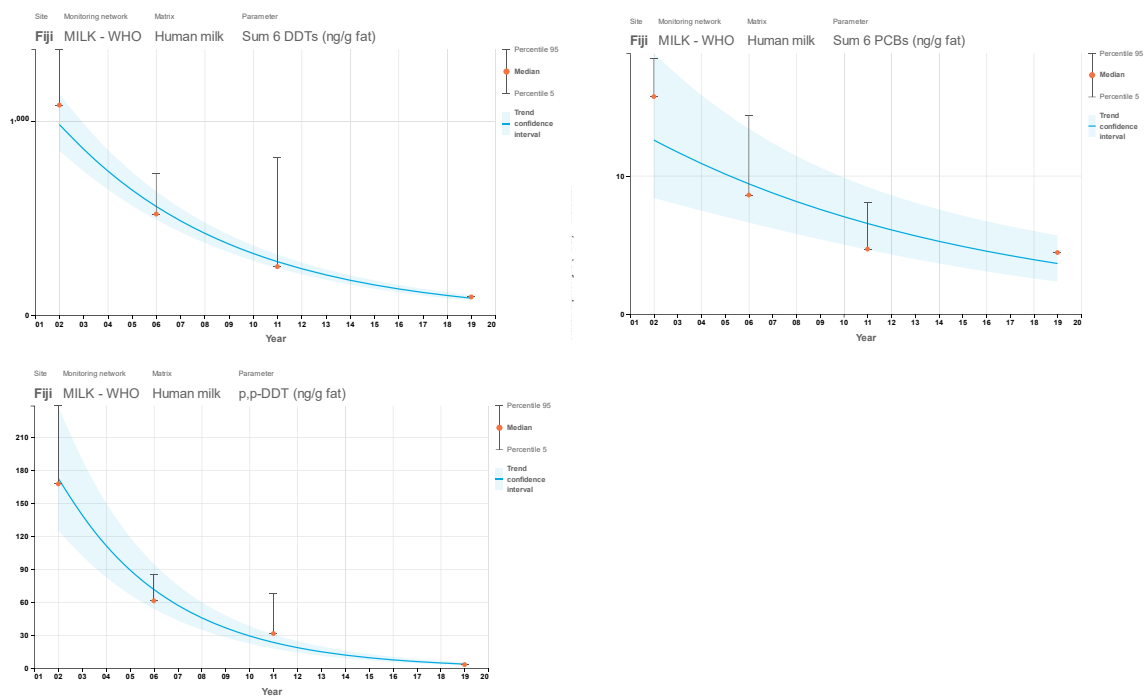 Site Monitoring network Matrix Parameter
Fiji MILK - WHO Human milk Sum 6 DDTs (ng/g fat)
Percentile 95
Median
Percentile 5
Trend
confidence
interval
1,000
0
01 02 03 04 05 06 07 08 09 10 11 12 13 14 15 16 17 18 19 20
Year
Site Monitoring network Matrix Parameter
Fiji MILK - WHO Human milk Sum 6 PCBs (ng/g fat)
Percentile 95
Median
Percentile 5
Trend
confidence
interval
10
0
01 02 03 04 05 06 07 08 09 10 11 12 13 14 15 16 17 18 19 20
Year
Site Monitoring network Matrix Parameter
Fiji MILK - WHO Human milk p,p-DDT (ng/g fat)
Percentile 95
Median
Percentile 5
Trend
confidence
interval
210
180
150
120
90
60
30
0
01 02 03 04 05 06 07 08 09 10 11 12 13 14 15 16 17 18 19 20
Year